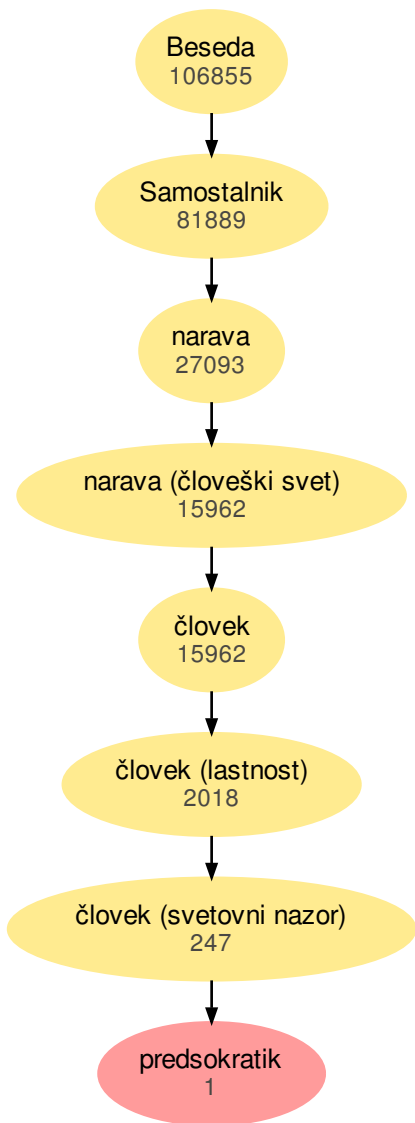 Beseda
106855
Samostalnik
81889
narava
27093
narava (človeški svet)
15962
človek
15962
človek (lastnost)
2018
človek (svetovni nazor)
247
predsokratik
1